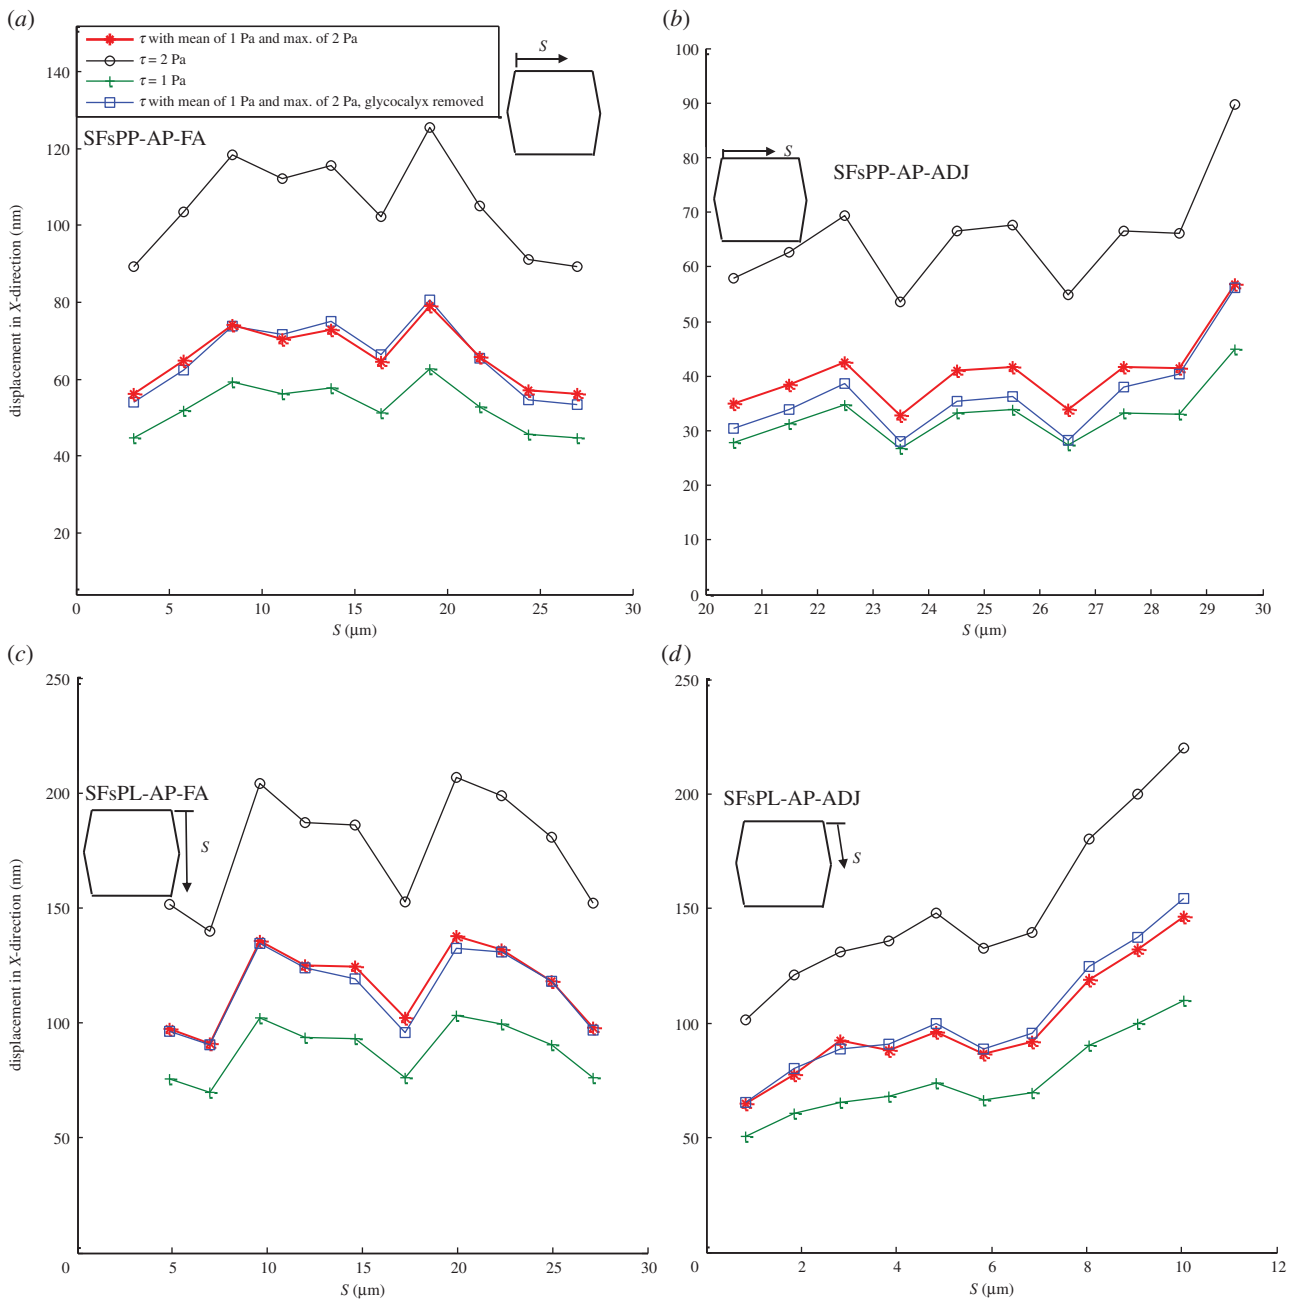 (a)
τ with mean of 1 Pa and max. of 2 Pa
τ = 2 Pa
τ = 1 Pa
τ with mean of 1 Pa and max. of 2 Pa, glycocalyx removed
SFsPP-AP-FA
S
displacement in X-direction (nm)
140
120
100
80
60
40
20
0 5 10 15 20 25 30
S (μm)
(b)
SFsPP-AP-ADJ
S
100
90
80
70
60
50
40
30
20
10
0
20 21 22 23 24 25 26 27 28 29 30
S (μm)
(c)
SFsPL-AP-FA
S
displacement in X-direction (nm)
250
200
150
100
50
0 5 10 15 20 25 30
S (μm)
(d)
SFsPL-AP-ADJ
S
250
200
150
100
50
0 2 4 6 8 10 12
S (μm)